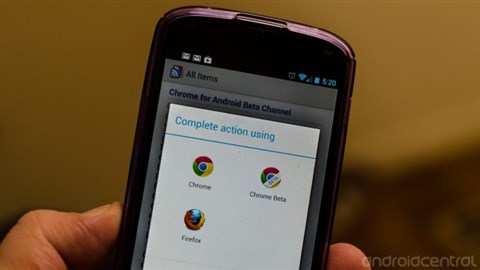 5:20
All Items
Chrome for Android Beta Channel
Complete action using
Chrome
Chrome Beta
Firefox
androidcentral